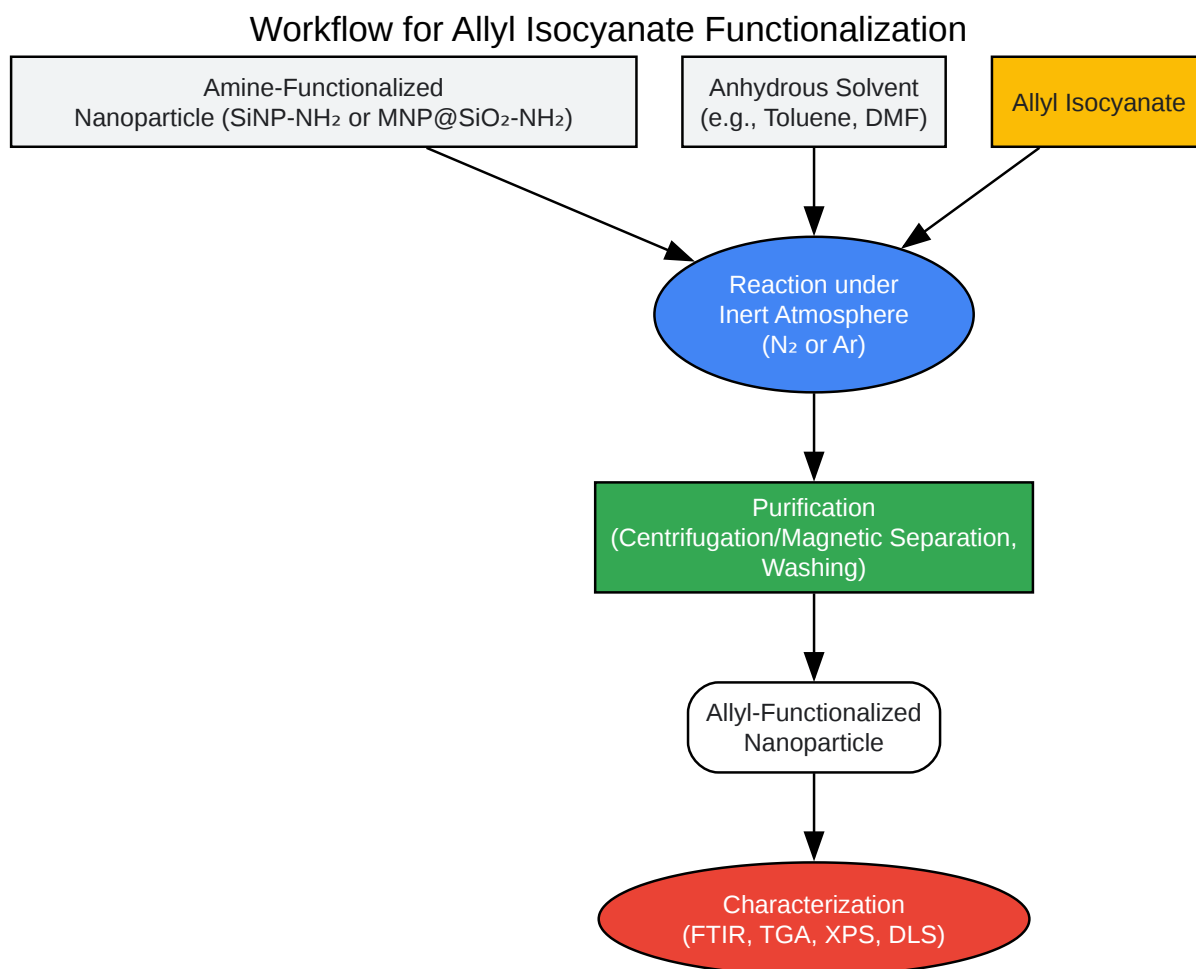 Workflow for Allyl Isocyanate Functionalization
Amine-Functionalized
Nanoparticle (SiNP-NH₂ or MNP@SiO₂-NH₂)
Anhydrous Solvent
(e.g., Toluene, DMF)
Allyl Isocyanate
Reaction under
Inert Atmosphere
(N₂ or Ar)
Purification
(Centrifugation/Magnetic Separation,
Washing)
Allyl-Functionalized
Nanoparticle
Characterization
(FTIR, TGA, XPS, DLS)